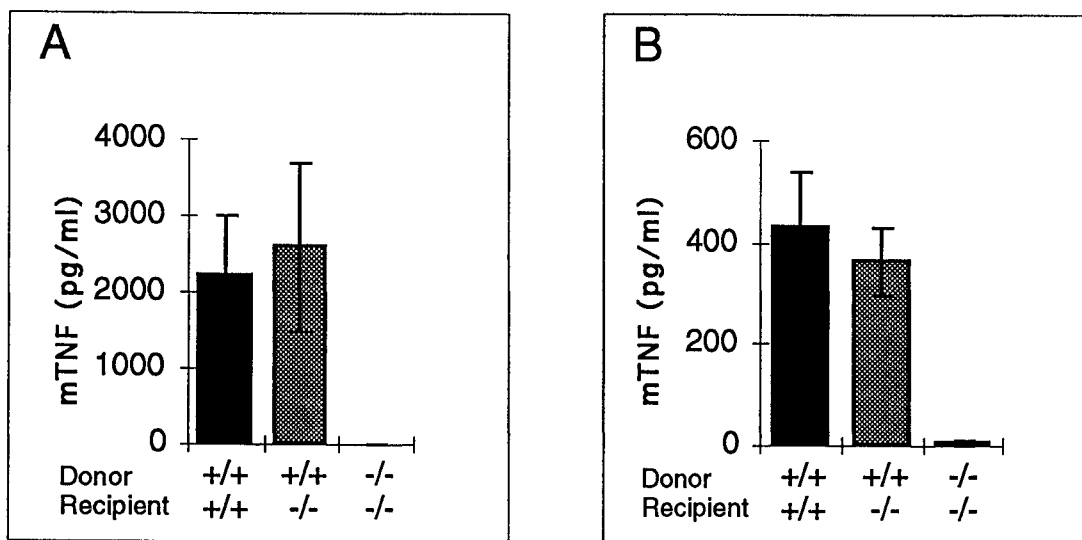 A
4000
3000
2000
1000
0
mTNF (pg/ml)
Donor +/+ +/+ -/-
Recipient +/+ -/- -/-
B
600
400
200
0
mTNF (pg/ml)
Donor +/+ +/+ -/-
Recipient +/+ -/- -/-